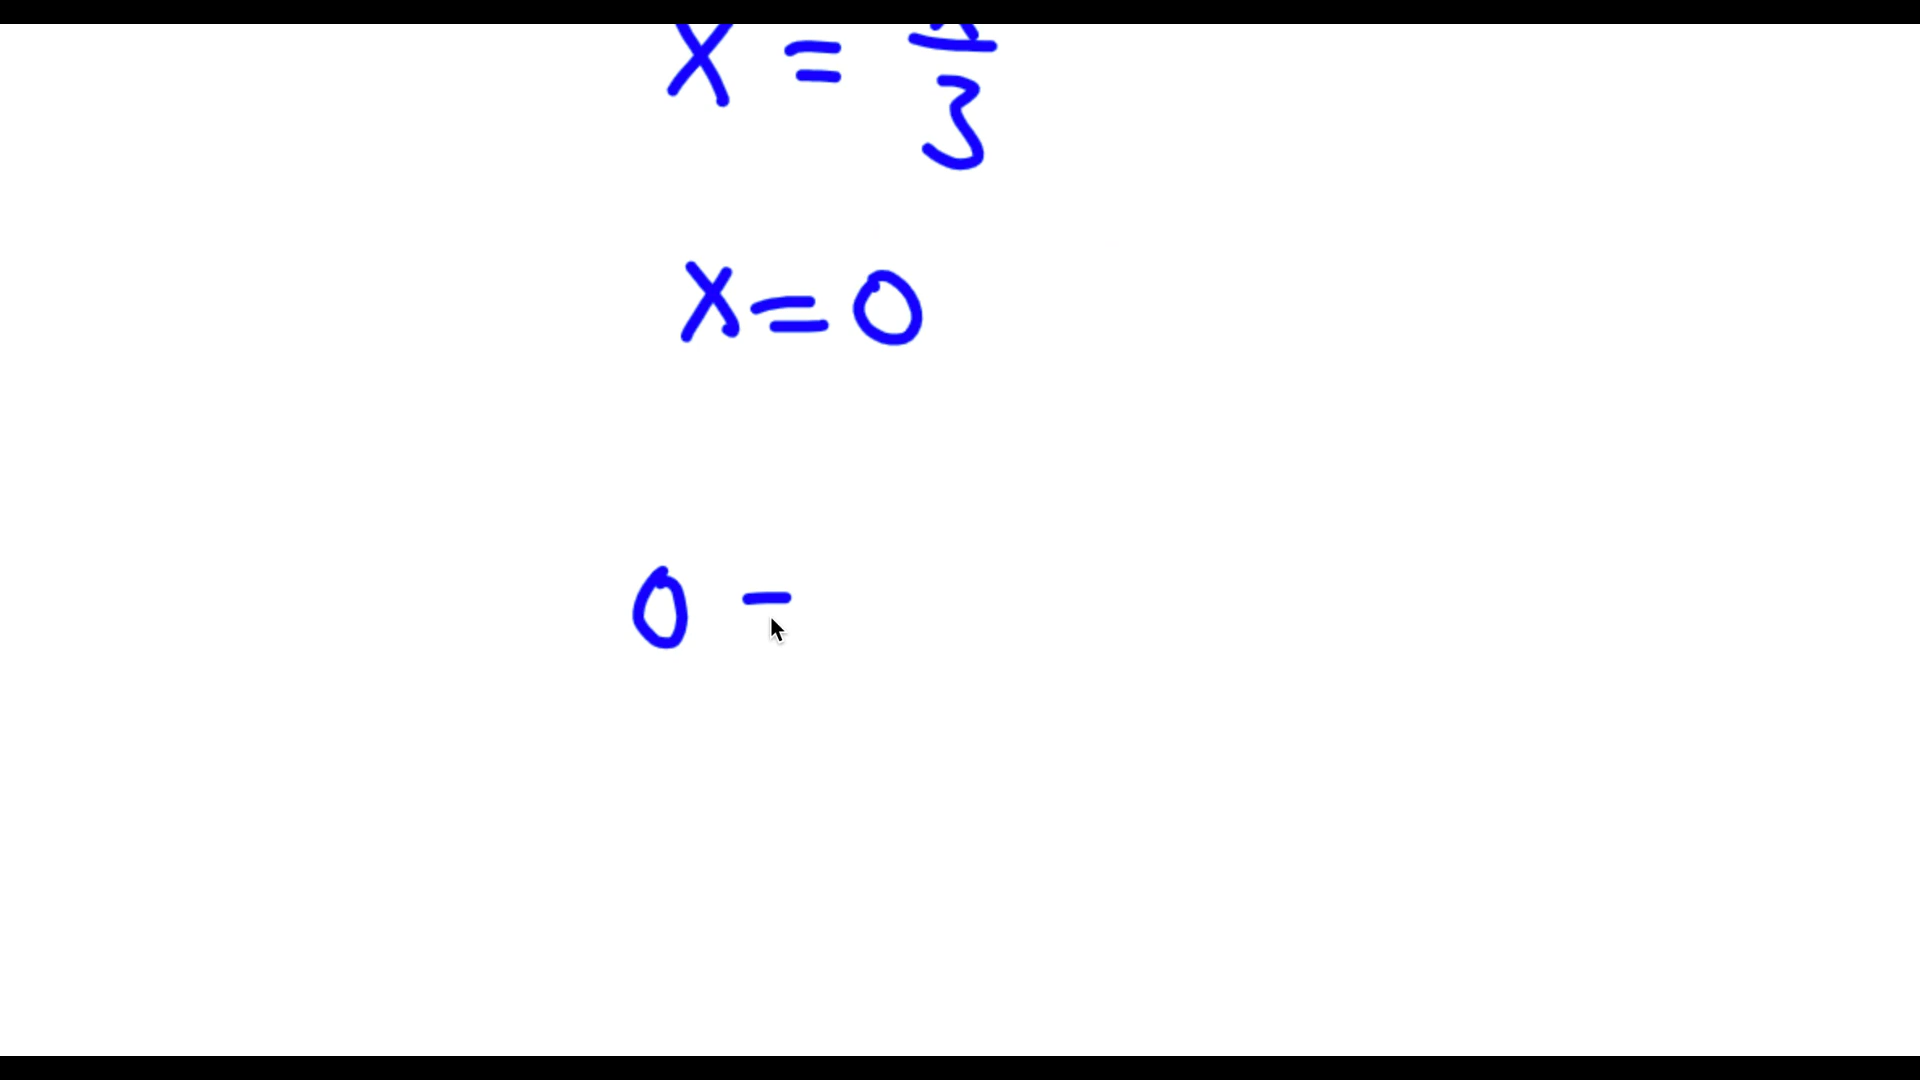 x = /3
x = 0
0 -